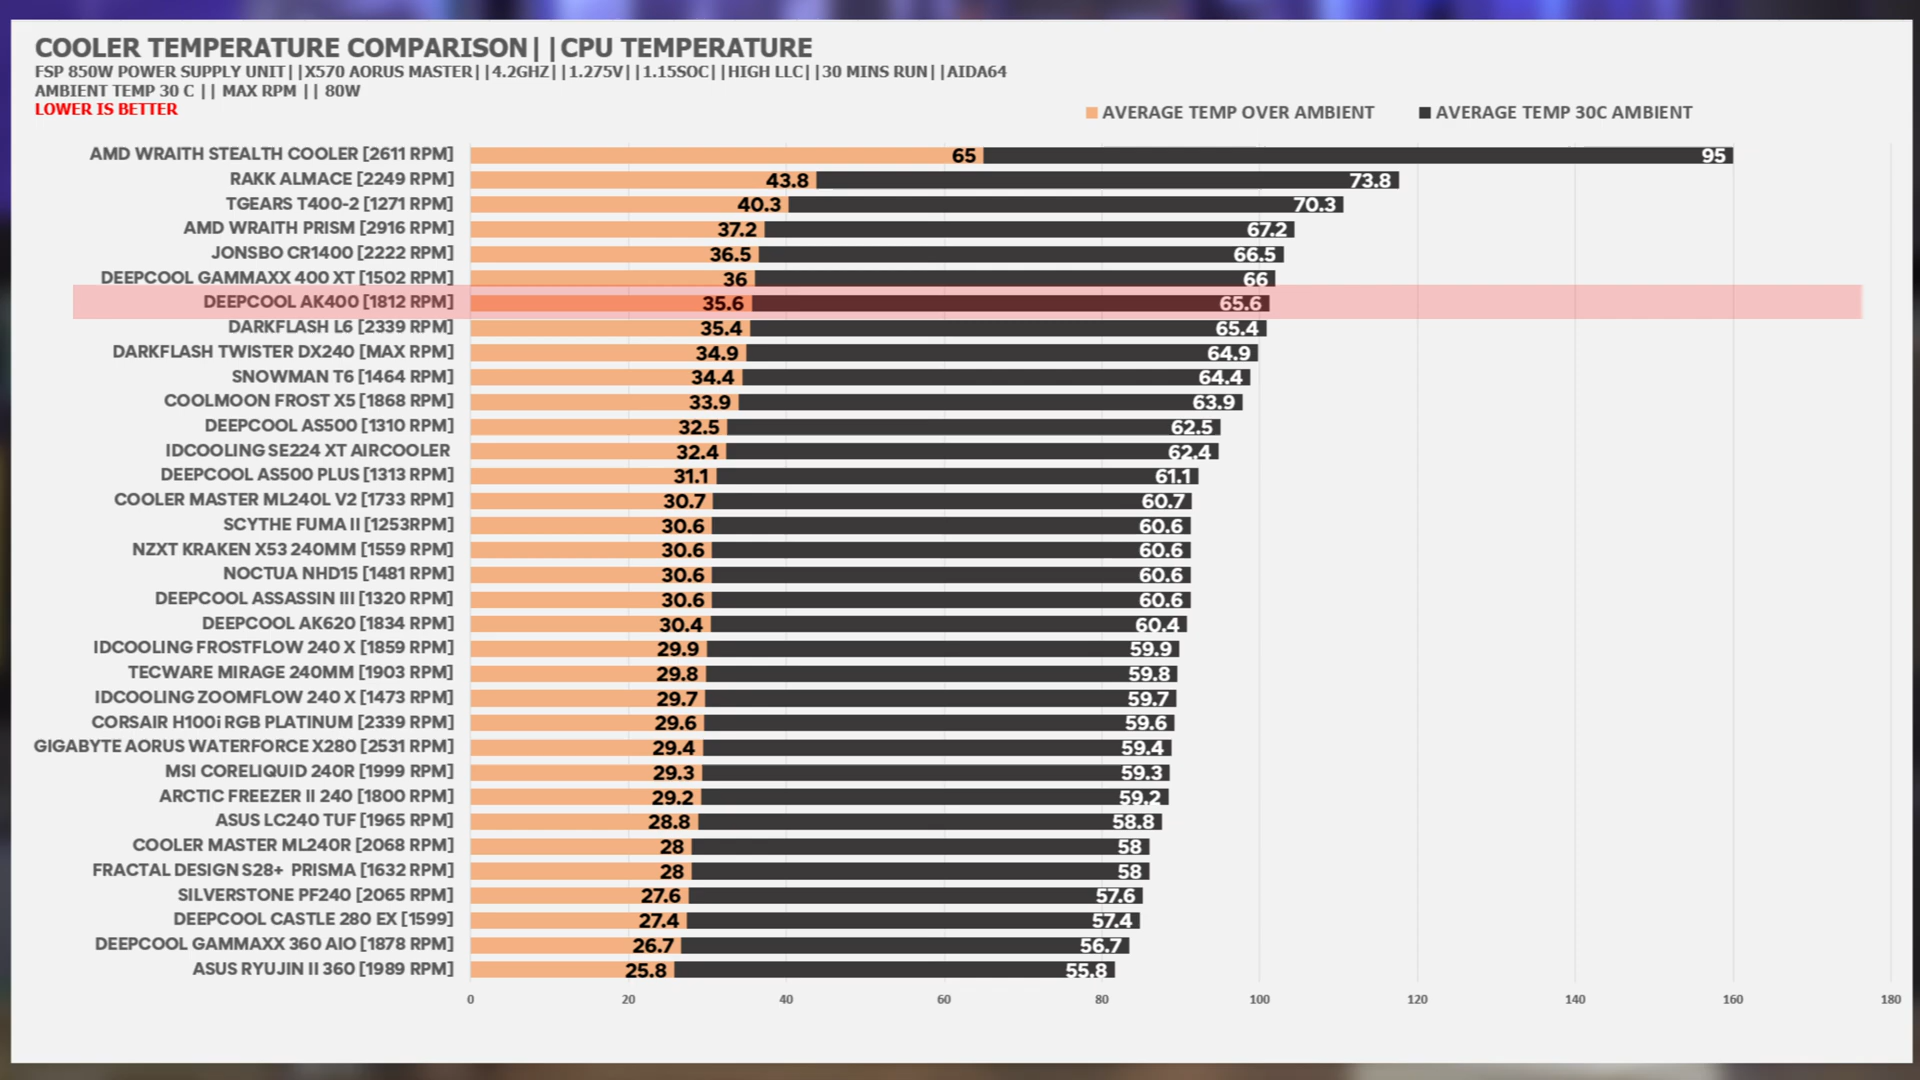 COOLER TEMPERATURE COMPARISON||CPU TEMPERATURE
FSP 850W POWER SUPPLY UNIT||X570 AORUS MASTER||4.2GHZ||1.275V||1.15SOC||HIGH LLC||30 MINS RUN||AIDA64
AMBIENT TEMP 30 C || MAX RPM || 80W
LOWER IS BETTER
AVERAGE TEMP OVER AMBIENT AVERAGE TEMP 30C AMBIENT
AMD WRAITH STEALTH COOLER [2611 RPM] 65 95
RAKK ALMACE [2249 RPM] 43.8 73.8
TGEARS T400-2 [1271 RPM] 40.3 70.3
AMD WRAITH PRISM [2916 RPM] 37.2 67.2
JONSBO CR1400 [2222 RPM] 36.5 66.5
DEEPCOOL GAMMAXX 400 XT [1502 RPM] 36 66
DEEPCOOL AK400 [1812 RPM] 35.6 65.6
DARKFLASH L6 [2339 RPM] 35.4 65.4
DARKFLASH TWISTER DX240 [MAX RPM] 34.9 64.9
SNOWMAN T6 [1464 RPM] 34.4 64.4
COOLMOON FROST X5 [1868 RPM] 33.9 63.9
DEEPCOOL AS500 [1310 RPM] 32.5 62.5
IDCOOLING SE224 XT AIRCOOLER 32.4 62.4
DEEPCOOL AS500 PLUS [1313 RPM] 31.1 61.1
COOLER MASTER ML240L V2 [1733 RPM] 30.7 60.7
SCYTHE FUMA II [1253RPM] 30.6 60.6
NZXT KRAKEN X53 240MM [1559 RPM] 30.6 60.6
NOCTUA NHD15 [1481 RPM] 30.6 60.6
DEEPCOOL ASSASSIN III [1320 RPM] 30.6 60.6
DEEPCOOL AK620 [1834 RPM] 30.4 60.4
IDCOOLING FROSTFLOW 240 X [1859 RPM] 29.9 59.9
TECWARE MIRAGE 240MM [1903 RPM] 29.8 59.8
IDCOOLING ZOOMFLOW 240 X [1473 RPM] 29.7 59.7
CORSAIR H100i RGB PLATINUM [2339 RPM] 29.6 59.6
GIGABYTE AORUS WATERFORCE X280 [2531 RPM] 29.4 59.4
MSI CORELIQUID 240R [1999 RPM] 29.3 59.3
ARCTIC FREEZER II 240 [1800 RPM] 29.2 59.2
ASUS LC240 TUF [1965 RPM] 28.8 58.8
COOLER MASTER ML240R [2068 RPM] 28 58
FRACTAL DESIGN S28+ PRISMA [1632 RPM] 28 58
SILVERSTONE PF240 [2065 RPM] 27.6 57.6
DEEPCOOL CASTLE 280 EX [1599] 27.4 57.4
DEEPCOOL GAMMAXX 360 AIO [1878 RPM] 26.7 56.7
ASUS RYUJIN II 360 [1989 RPM] 25.8 55.8
0 20 40 60 80 100 120 140 160 180